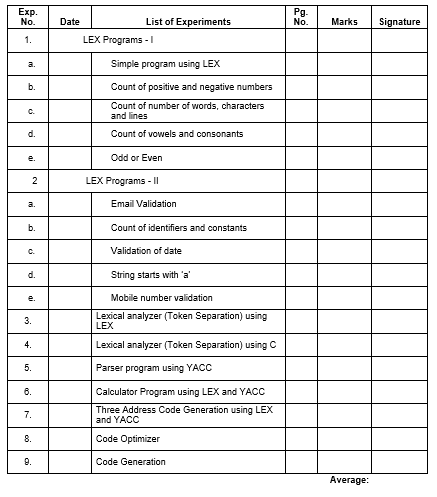 Exp. No. Date List of Experiments Pg. No. Marks Signature
1. LEX Programs - I
a. Simple program using LEX
b. Count of positive and negative numbers
c. Count of number of words, characters
and lines
d. Count of vowels and consonants
e. Odd or Even
2 LEX Programs - II
a. Email Validation
b. Count of identifiers and constants
c. Validation of date
d. String starts with 'a'
e. Mobile number validation
3. Lexical analyzer (Token Separation) using
LEX
4. Lexical analyzer (Token Separation) using C
5. Parser program using YACC
6. Calculator Program using LEX and YACC
7. Three Address Code Generation using LEX
and YACC
8. Code Optimizer
9. Code Generation
Average: